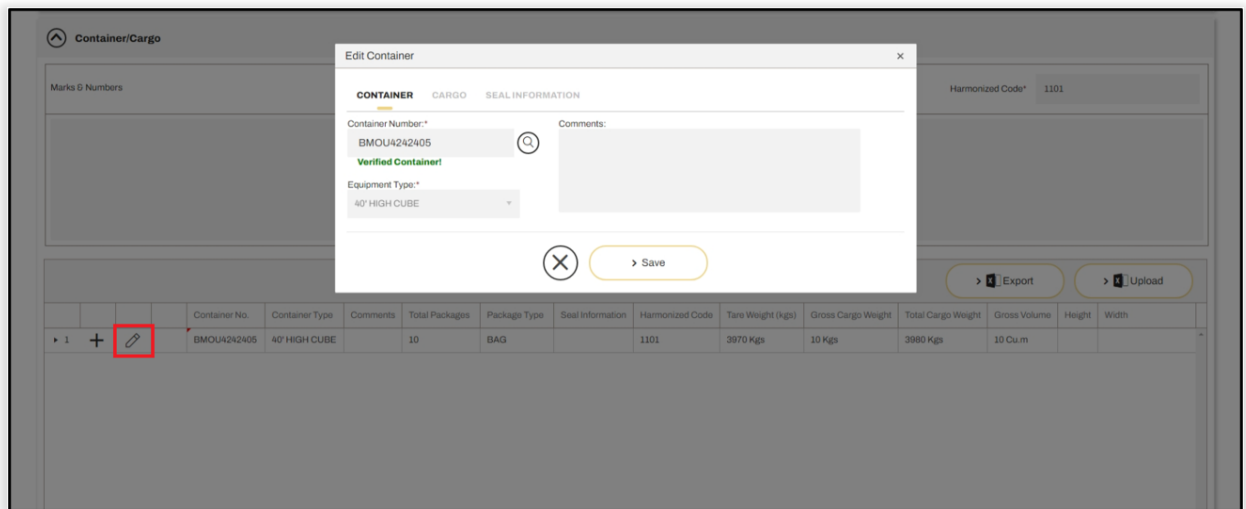 Container/Cargo
Edit Container
×
Marks & Numbers
Harmonized Code* 1101
CONTAINER CARGO SEAL INFORMATION
Container Number:*
Comments:
BMOU4242405
Verified Container!
Equipment Type:*
40' HIGH CUBE
> Save
> Export > Upload
Container No. Container Type Comments Total Packages Package Type Seal Information Harmonized Code Tare Weight (kgs) Gross Cargo Weight Total Cargo Weight Gross Volume Height Width
1 + BMOU4242405 40' HIGH CUBE 10 BAG 1101 3970 Kgs 10 Kgs 3980 Kgs 10 Cu.m